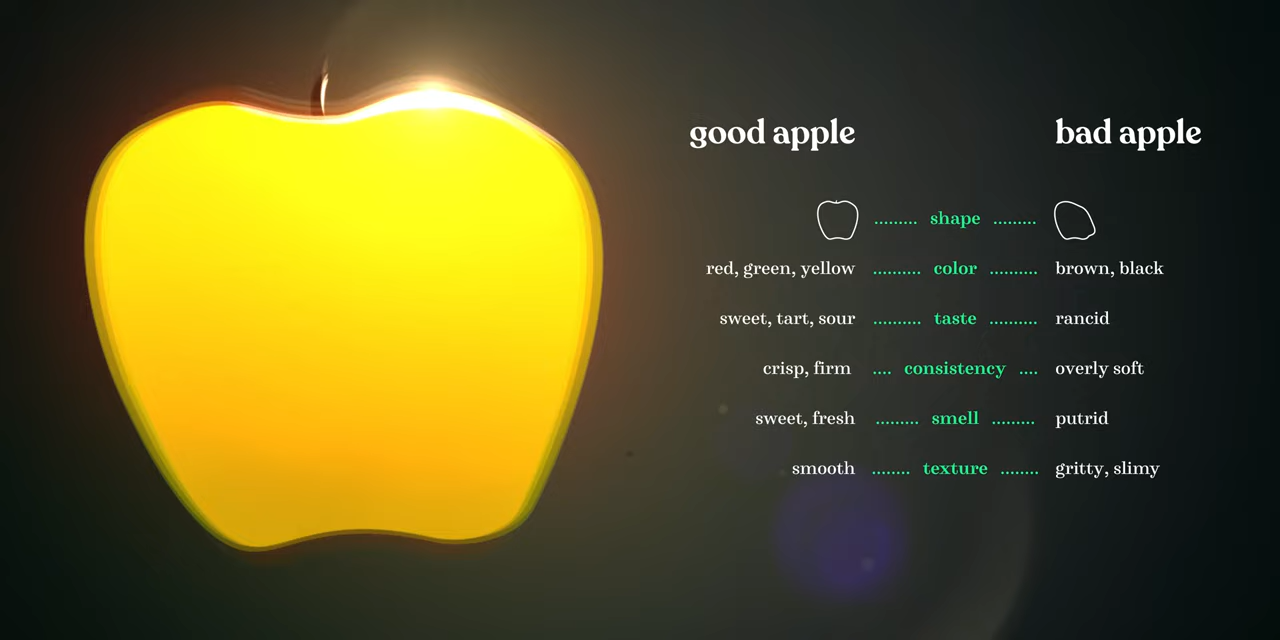 good apple bad apple
......... shape .........
red, green, yellow .......... color .......... brown, black
sweet, tart, sour .......... taste .......... rancid
crisp, firm .... consistency .... overly soft
sweet, fresh ......... smell ......... putrid
smooth ........ texture ........ gritty, slimy